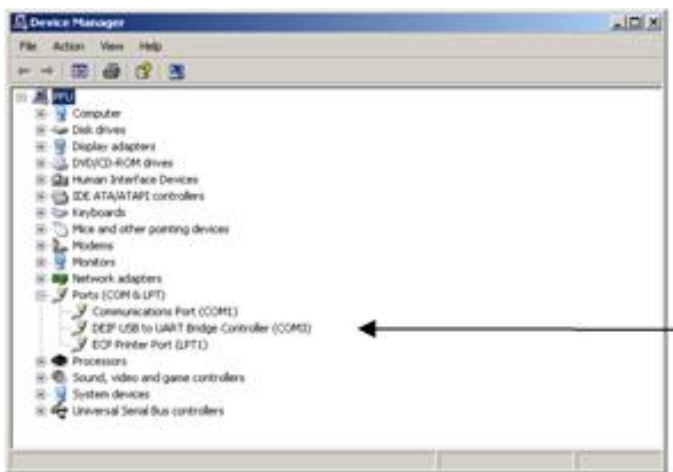 Device Manager
File Action View Help
PFU
Computer
Disk drives
Display adapters
DVD/CD-ROM drives
Human Interface Devices
IDE ATA/ATAPI controllers
Keyboards
Mice and other pointing devices
Modems
Monitors
Network adapters
Ports (COM & LPT)
Communications Port (COM1)
DEIF USB to UART Bridge Controller (COM3)
ECP Printer Port (LPT1)
Processors
Sound, video and game controllers
System devices
Universal Serial Bus controllers